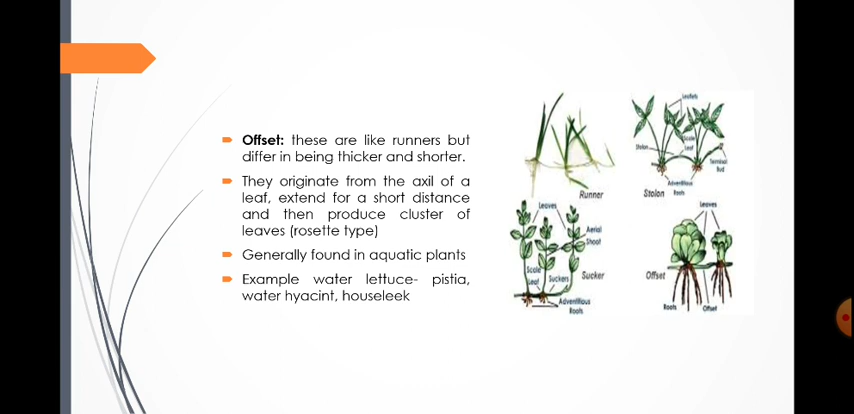 Offset: these are like runners but
differ in being thicker and shorter.
They originate from the axil of a
leaf, extend for a short distance
and then produce cluster of
leaves (rosette type)
Generally found in aquatic plants
Example water lettuce- pistia,
water hyacint, houseleek
Runner
Leaflets
Scale
Leaf
Stolon
Terminal
Bud
Adventitious
Roots
Stolon
Leaves
Aerial
Shoot
Scale
Leaf
Suckers
Sucker
Adventitious
Roots
Leaves
Offset
Roots
Offset